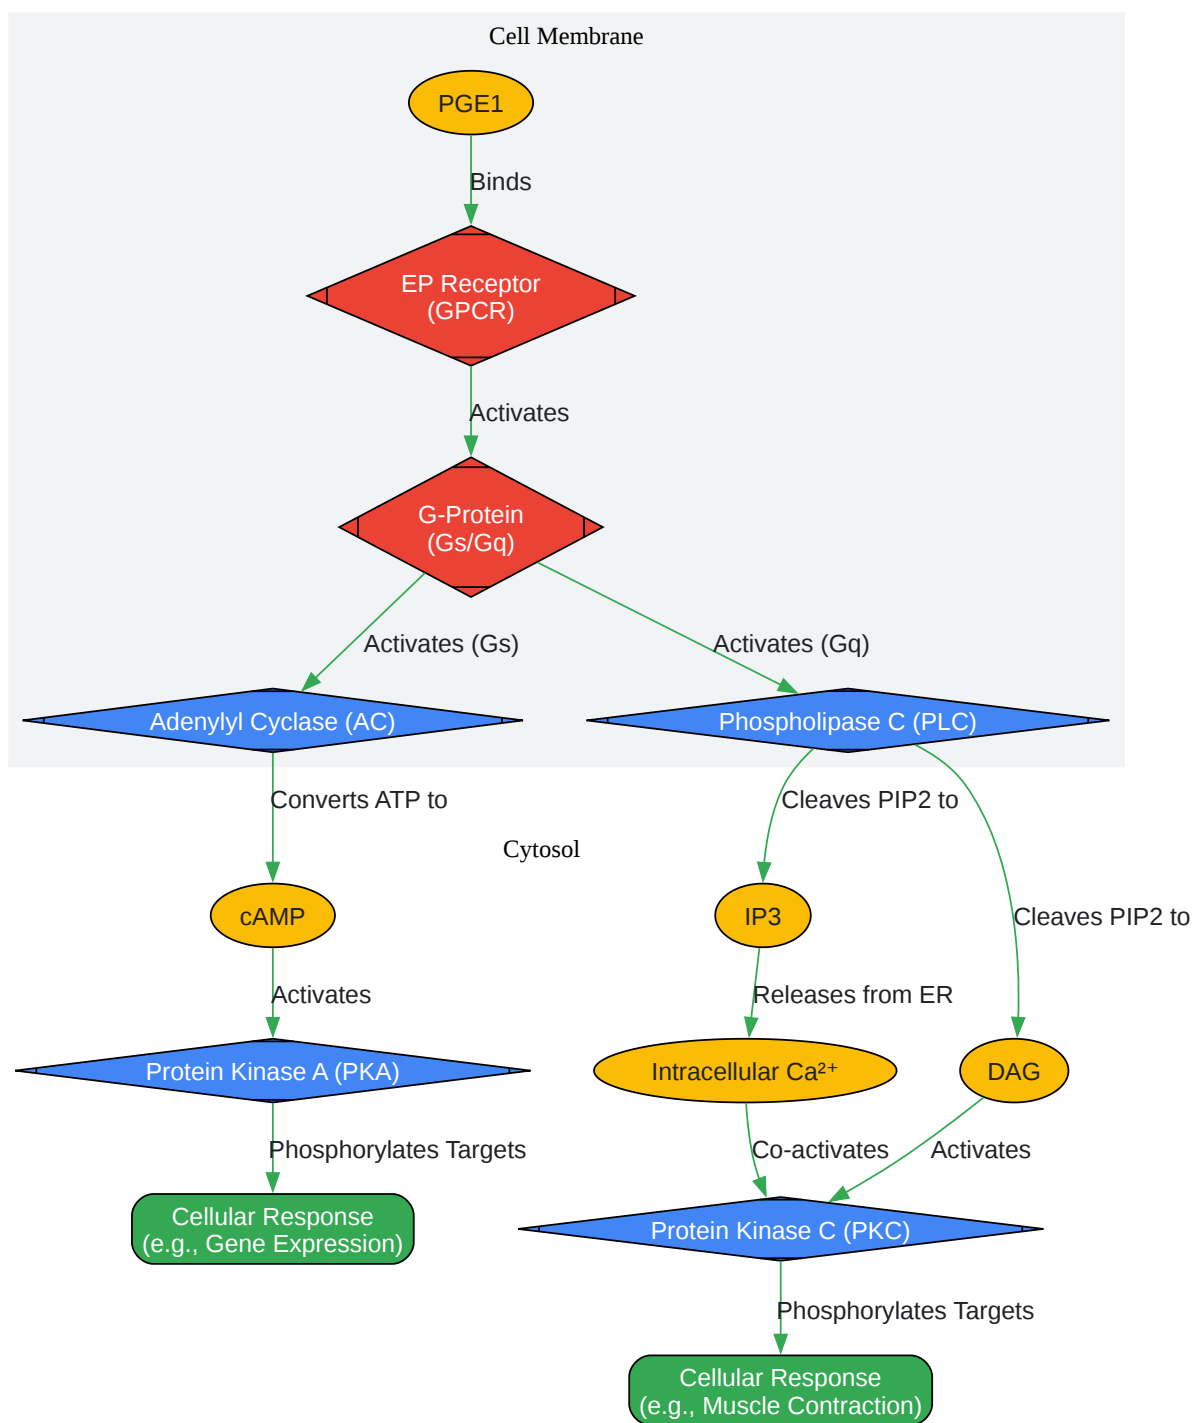 Cell Membrane
PGE1
Binds
EP Receptor
(GPCR)
Activates
G-Protein
(Gs/Gq)
Activates (Gs)
Activates (Gq)
Adenylyl Cyclase (AC)
Phospholipase C (PLC)
Converts ATP to
Cleaves PIP2 to
Cytosol
cAMP
IP3
Cleaves PIP2 to
Activates
Releases from ER
Protein Kinase A (PKA)
Intracellular Ca²⁺
DAG
Phosphorylates Targets
Co-activates
Activates
Cellular Response
(e.g., Gene Expression)
Protein Kinase C (PKC)
Phosphorylates Targets
Cellular Response
(e.g., Muscle Contraction)